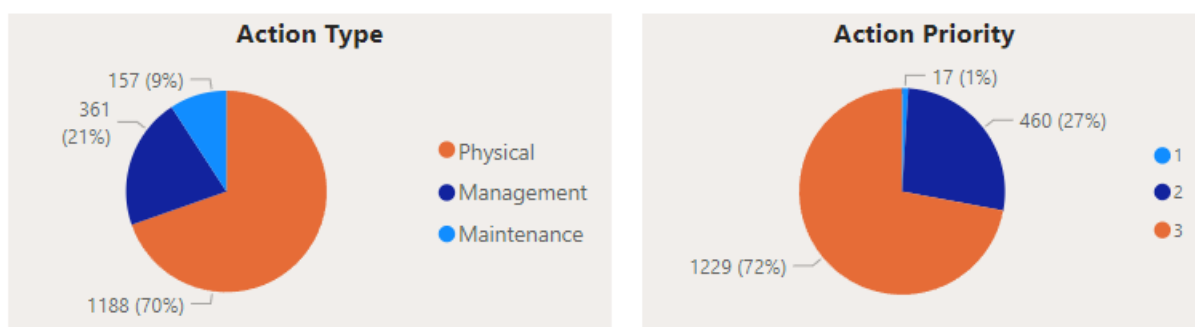 Action Type
157 (9%)
361
(21%)
1188 (70%)
Physical
Management
Maintenance
Action Priority
17 (1%)
460 (27%)
1229 (72%)
1
2
3